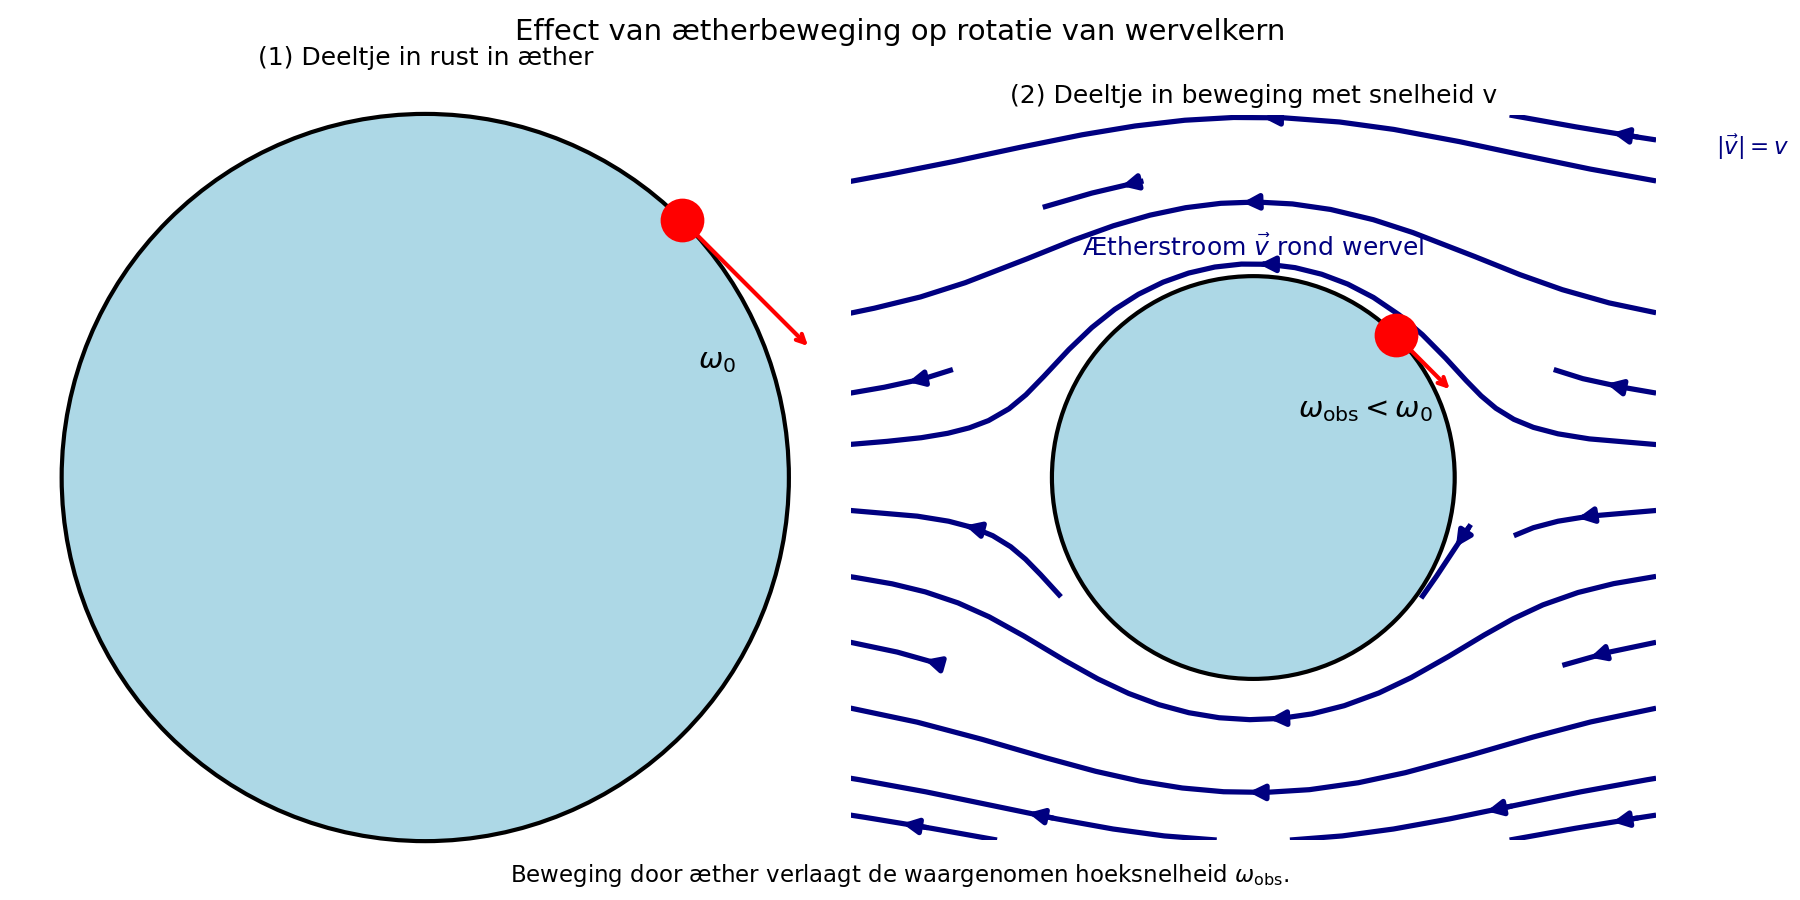 Effect van ætherbeweging op rotatie van wervelkern
(1) Deeltje in rust in æther
(2) Deeltje in beweging met snelheid v
|v⃗| = v
Ætherstroom v⃗ rond wervel
ω₀
ω_obs < ω₀
Beweging door æther verlaagt de waargenomen hoeksnelheid ω_obs.